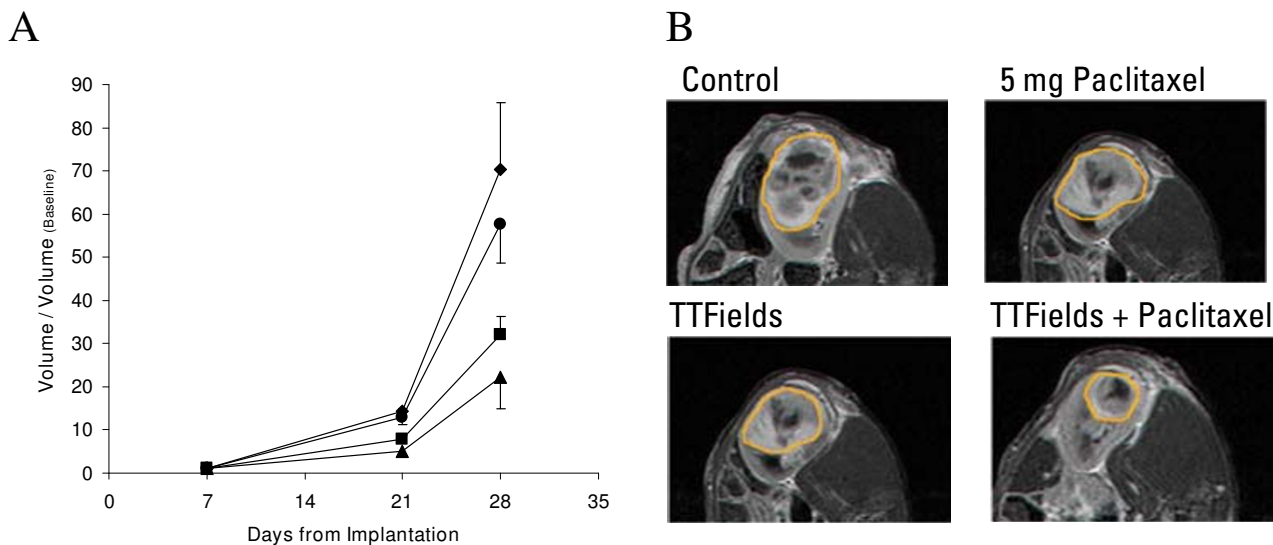 A
90
80
70
60
50
40
30
20
10
0
Volume / Volume (Baseline)
0 7 14 21 28 35
Days from Implantation
B
Control
5 mg Paclitaxel
TTFields
TTFields + Paclitaxel